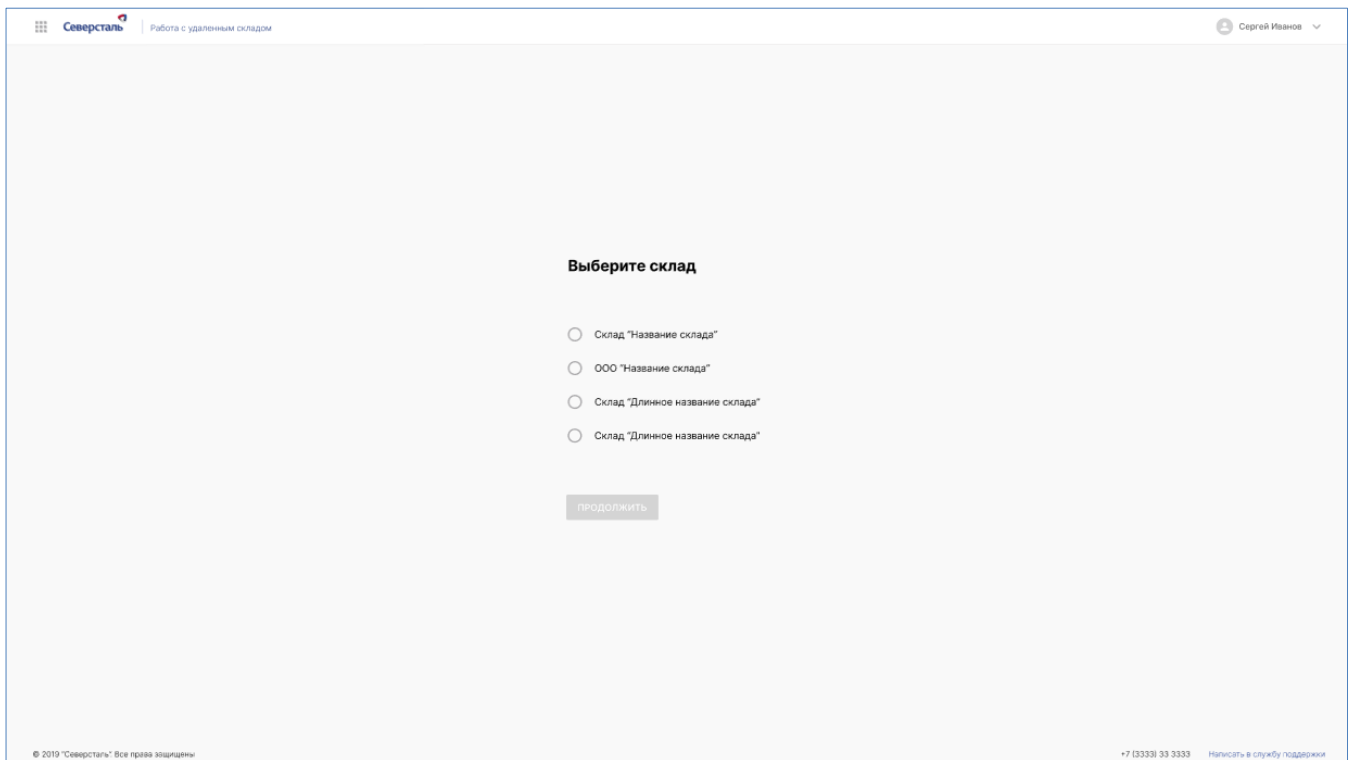 Северсталь
Работа с удаленным складом
Сергей Иванов
Выберите склад
Склад "Название склада"
ООО "Название склада"
Склад "Длинное название склада"
Склад "Длинное название склада"
ПРОДОЛЖИТЬ
© 2019 "Северсталь". Все права защищены
+7 (3333) 33 3333
Написать в службу поддержки